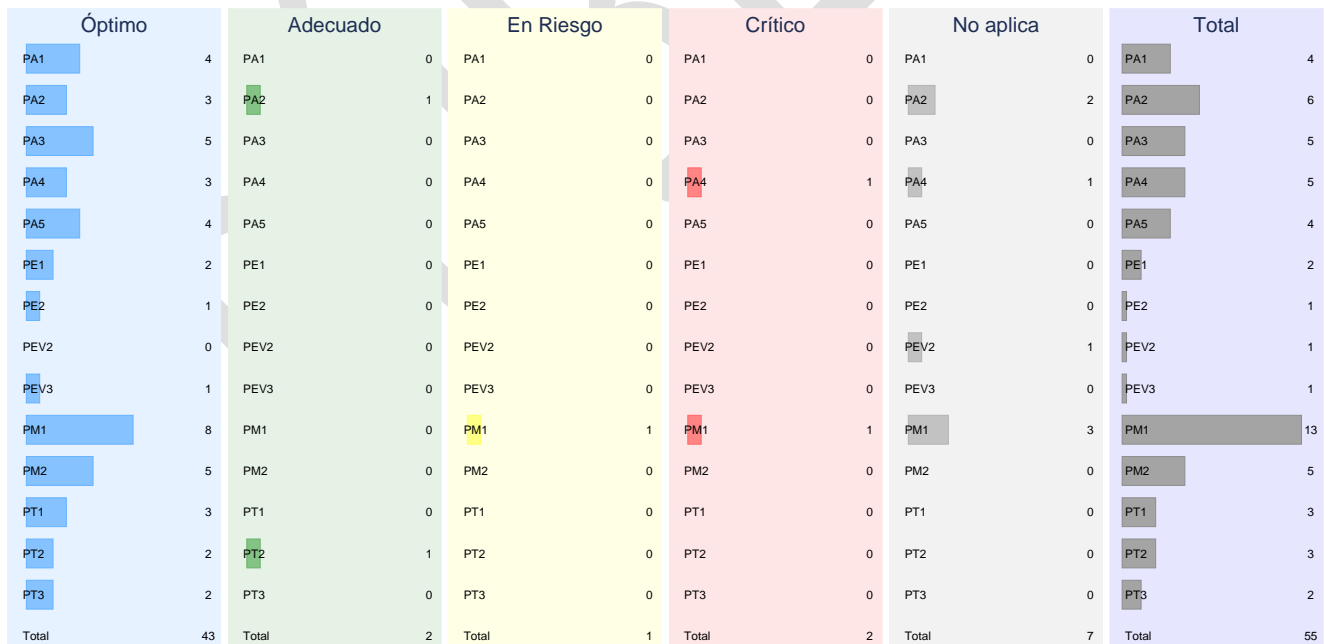 Óptimo Adecuado En Riesgo Crítico No aplica Total
PA1 4 PA1 0 PA1 0 PA1 0 PA1 0 PA1 4
PA2 3 PA2 1 PA2 0 PA2 0 PA2 2 PA2 6
PA3 5 PA3 0 PA3 0 PA3 0 PA3 0 PA3 5
PA4 3 PA4 0 PA4 0 PA4 1 PA4 1 PA4 5
PA5 4 PA5 0 PA5 0 PA5 0 PA5 0 PA5 4
PE1 2 PE1 0 PE1 0 PE1 0 PE1 0 PE1 2
PE2 1 PE2 0 PE2 0 PE2 0 PE2 0 PE2 1
PEV2 0 PEV2 0 PEV2 0 PEV2 0 PEV2 1 PEV2 1
PEV3 1 PEV3 0 PEV3 0 PEV3 0 PEV3 0 PEV3 1
PM1 8 PM1 0 PM1 1 PM1 1 PM1 3 PM1 13
PM2 5 PM2 0 PM2 0 PM2 0 PM2 0 PM2 5
PT1 3 PT1 0 PT1 0 PT1 0 PT1 0 PT1 3
PT2 2 PT2 1 PT2 0 PT2 0 PT2 0 PT2 3
PT3 2 PT3 0 PT3 0 PT3 0 PT3 0 PT3 2
Total 43 Total 2 Total 1 Total 2 Total 7 Total 55